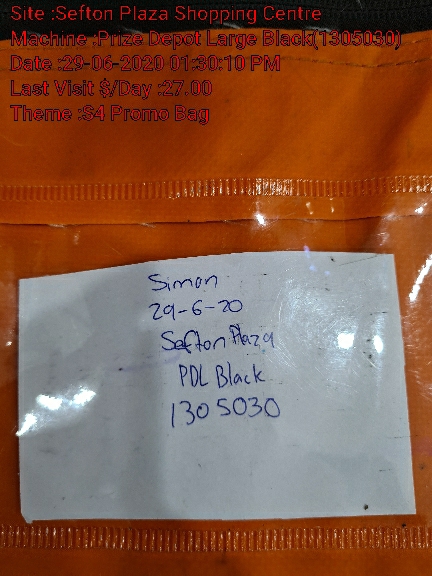 Site :Sefton Plaza Shopping Centre
Machine :Prize Depot Large Black(1305030)
Date :29-06-2020 01:30:10 PM
Last Visit $/Day :27.00
Theme :S4 Promo Bag
Simon
29-6-20
Sefton Plaza
PDL Black
1305030